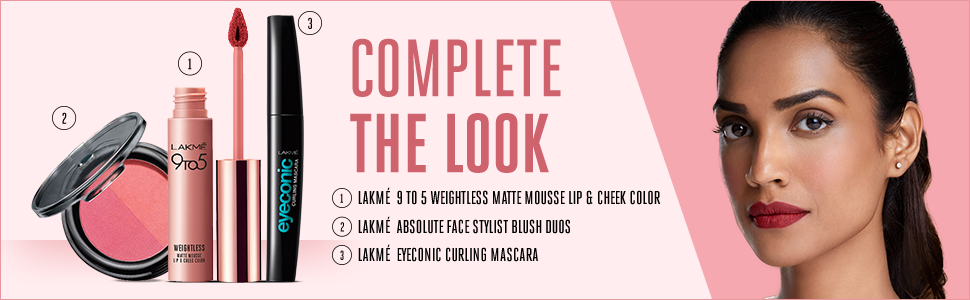 3
1
2
COMPLETE
THE LOOK
1 LAKMÉ 9 TO 5 WEIGHTLESS MATTE MOUSSE LIP & CHEEK COLOR
2 LAKMÉ ABSOLUTE FACE STYLIST BLUSH DUOS
3 LAKMÉ EYECONIC CURLING MASCARA
LAKMÉ
9TO5
WEIGHTLESS
MATTE MOUSSE
LIP & CHEEK COLOR
LAKMÉ
eyeconic
CURLING MASCARA